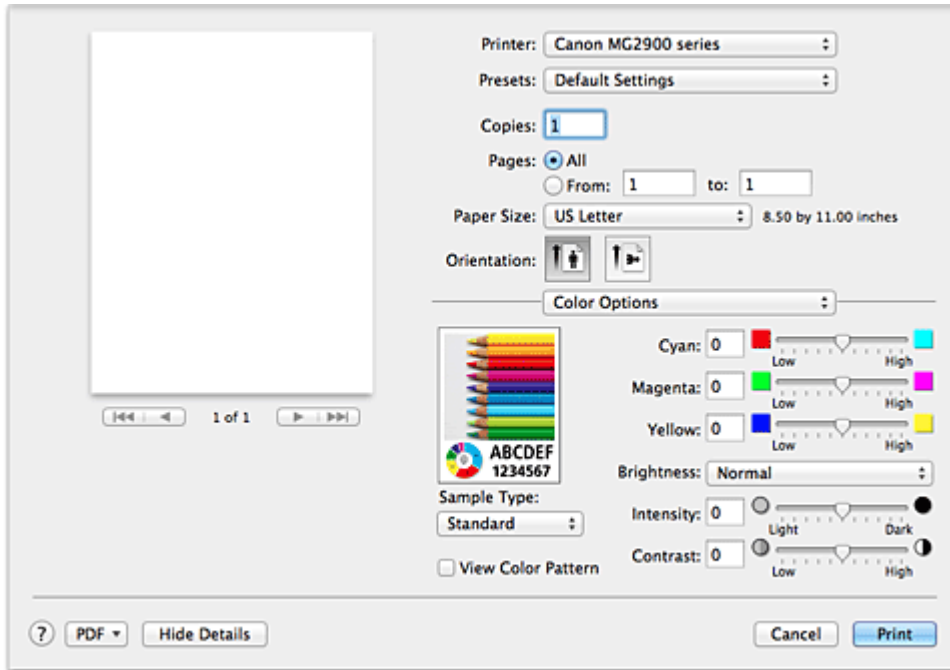 Printer: Canon MG2900 series
Presets: Default Settings
Copies: 1
Pages: All
From: 1 to: 1
Paper Size: US Letter 8.50 by 11.00 inches
Orientation:
Color Options
1 of 1
ABCDEF
1234567
Sample Type:
Standard
View Color Pattern
Cyan: 0
Low High
Magenta: 0
Low High
Yellow: 0
Low High
Brightness: Normal
Intensity: 0
Light Dark
Contrast: 0
Low High
? PDF Hide Details Cancel Print